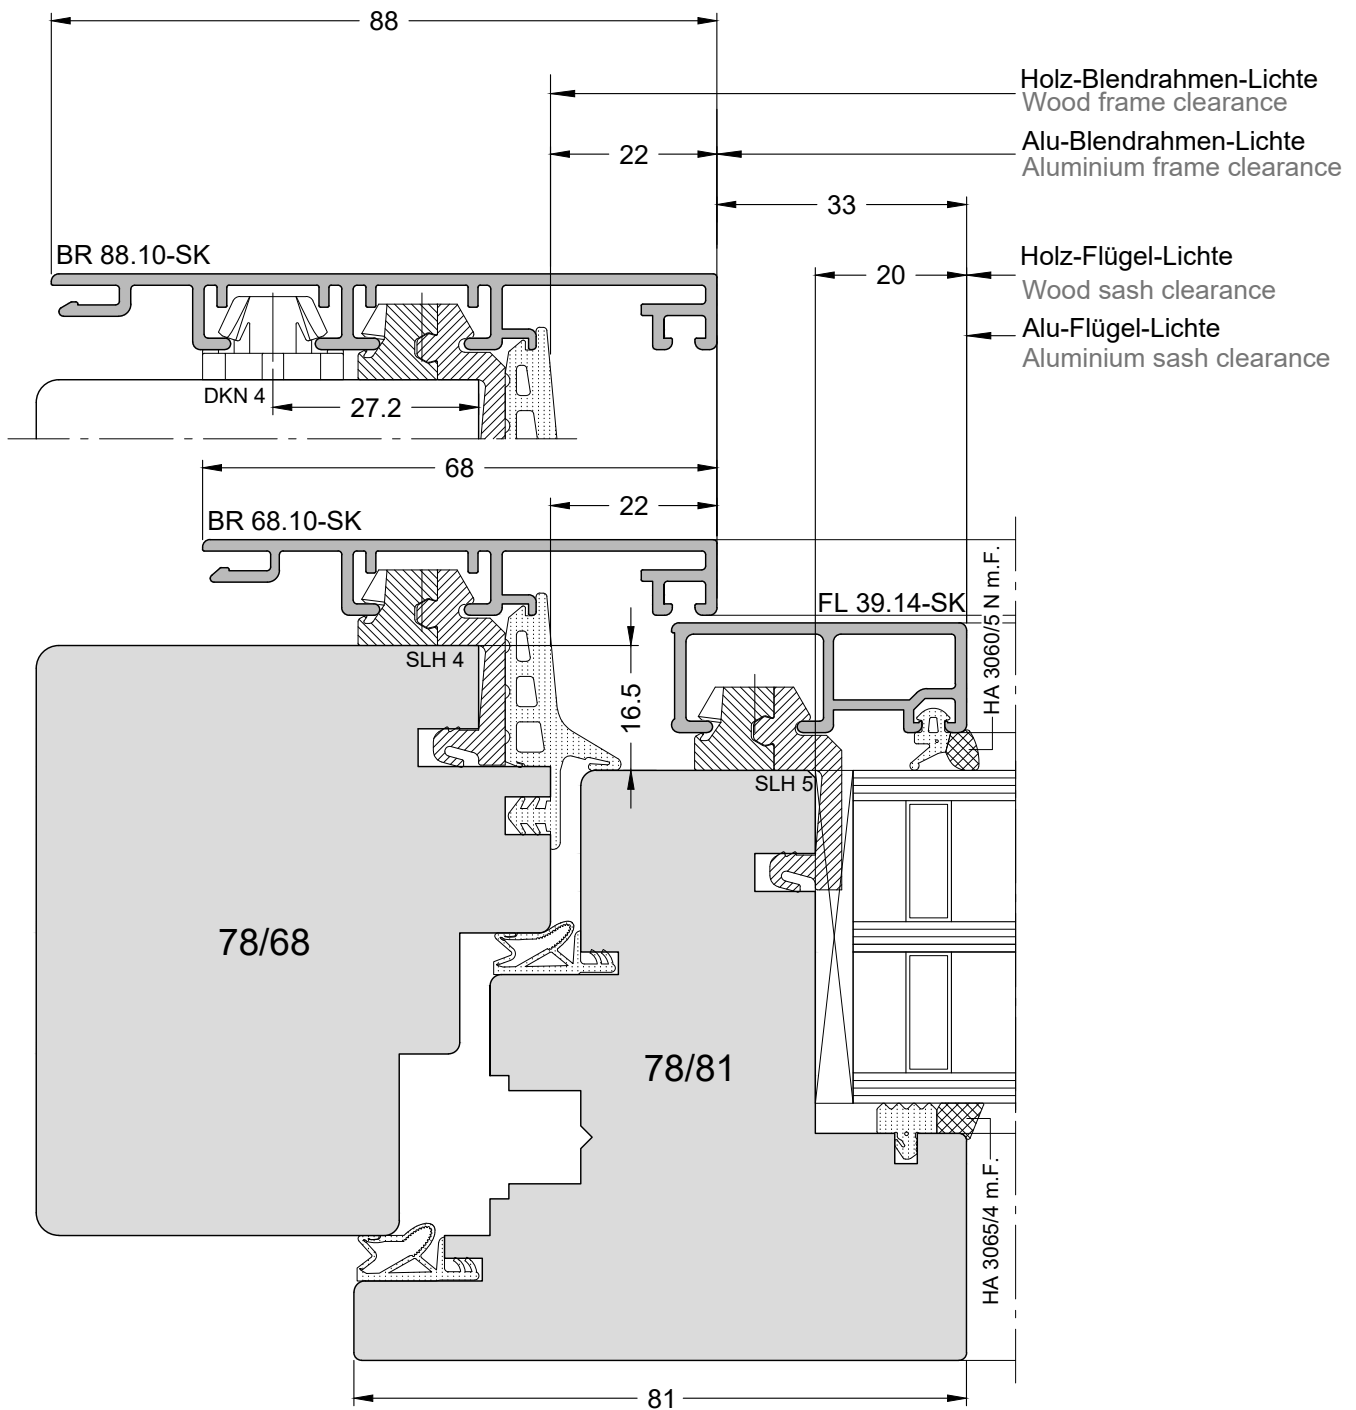 88
Holz-Blendrahmen-Lichte
Wood frame clearance
22
Alu-Blendrahmen-Lichte
Aluminium frame clearance
33
BR 88.10-SK
20
Holz-Flügel-Lichte
Wood sash clearance
Alu-Flügel-Lichte
Aluminium sash clearance
DKN 4
27.2
68
22
BR 68.10-SK
HA 3060/5 N m.F.
FL 39.14-SK
SLH 4
16.5
SLH 5
78/68
78/81
HA 3065/4 m.F.
81